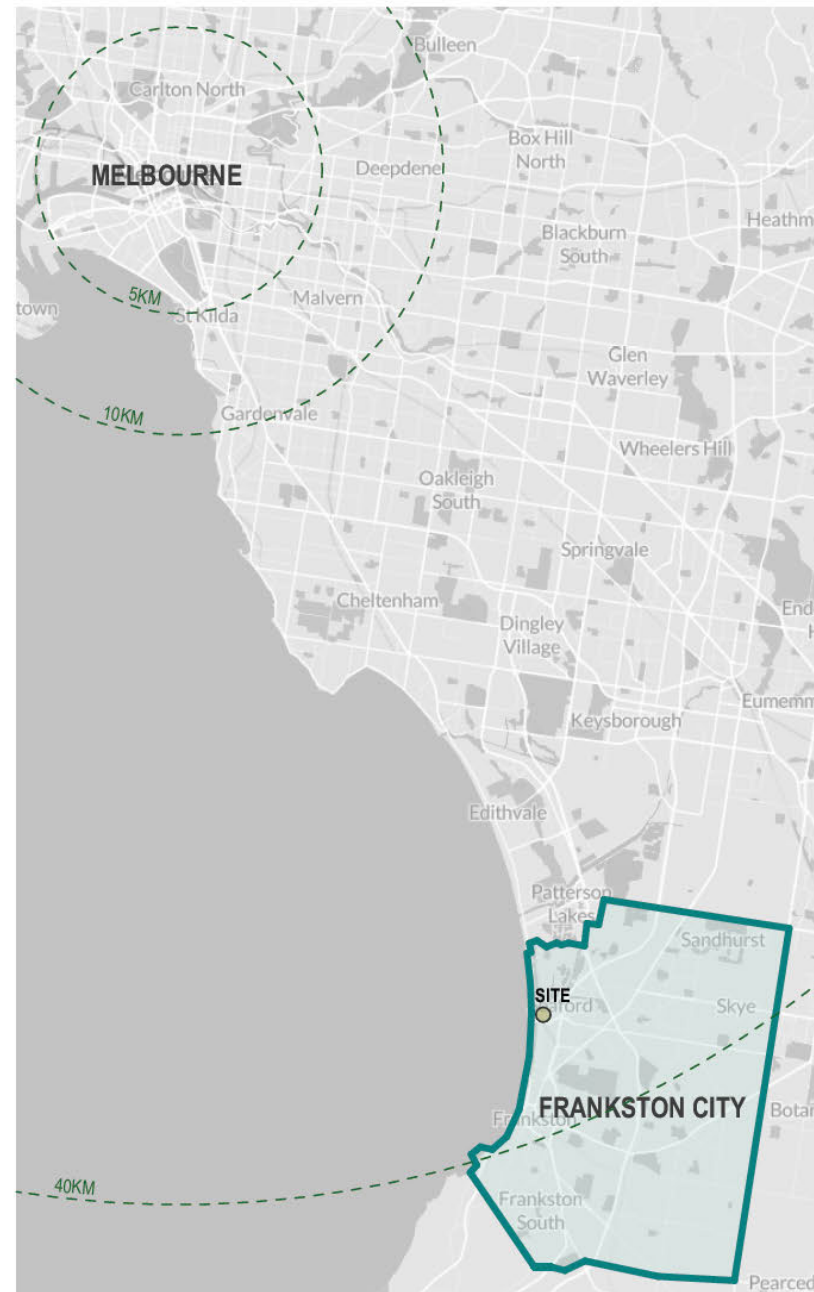 Bulleen
Carlton North
Box Hill
North
MELBOURNE
Deepdene
Heathm
Blackburn
South
5KM
Malvern
town
St Kilda
Glen
Waverley
10KM
Gardenvale
Wheelers Hill
Oakleigh
South
Springvale
Cheltenham
End
H
Dingley
Village
Eumemm
Keysborough
Edithvale
Patterson
Lakes
Sandhurst
SITE
aford
Skye
FRANKSTON CITY
Botan
Frankston
40KM
Frankston
South
Pearced